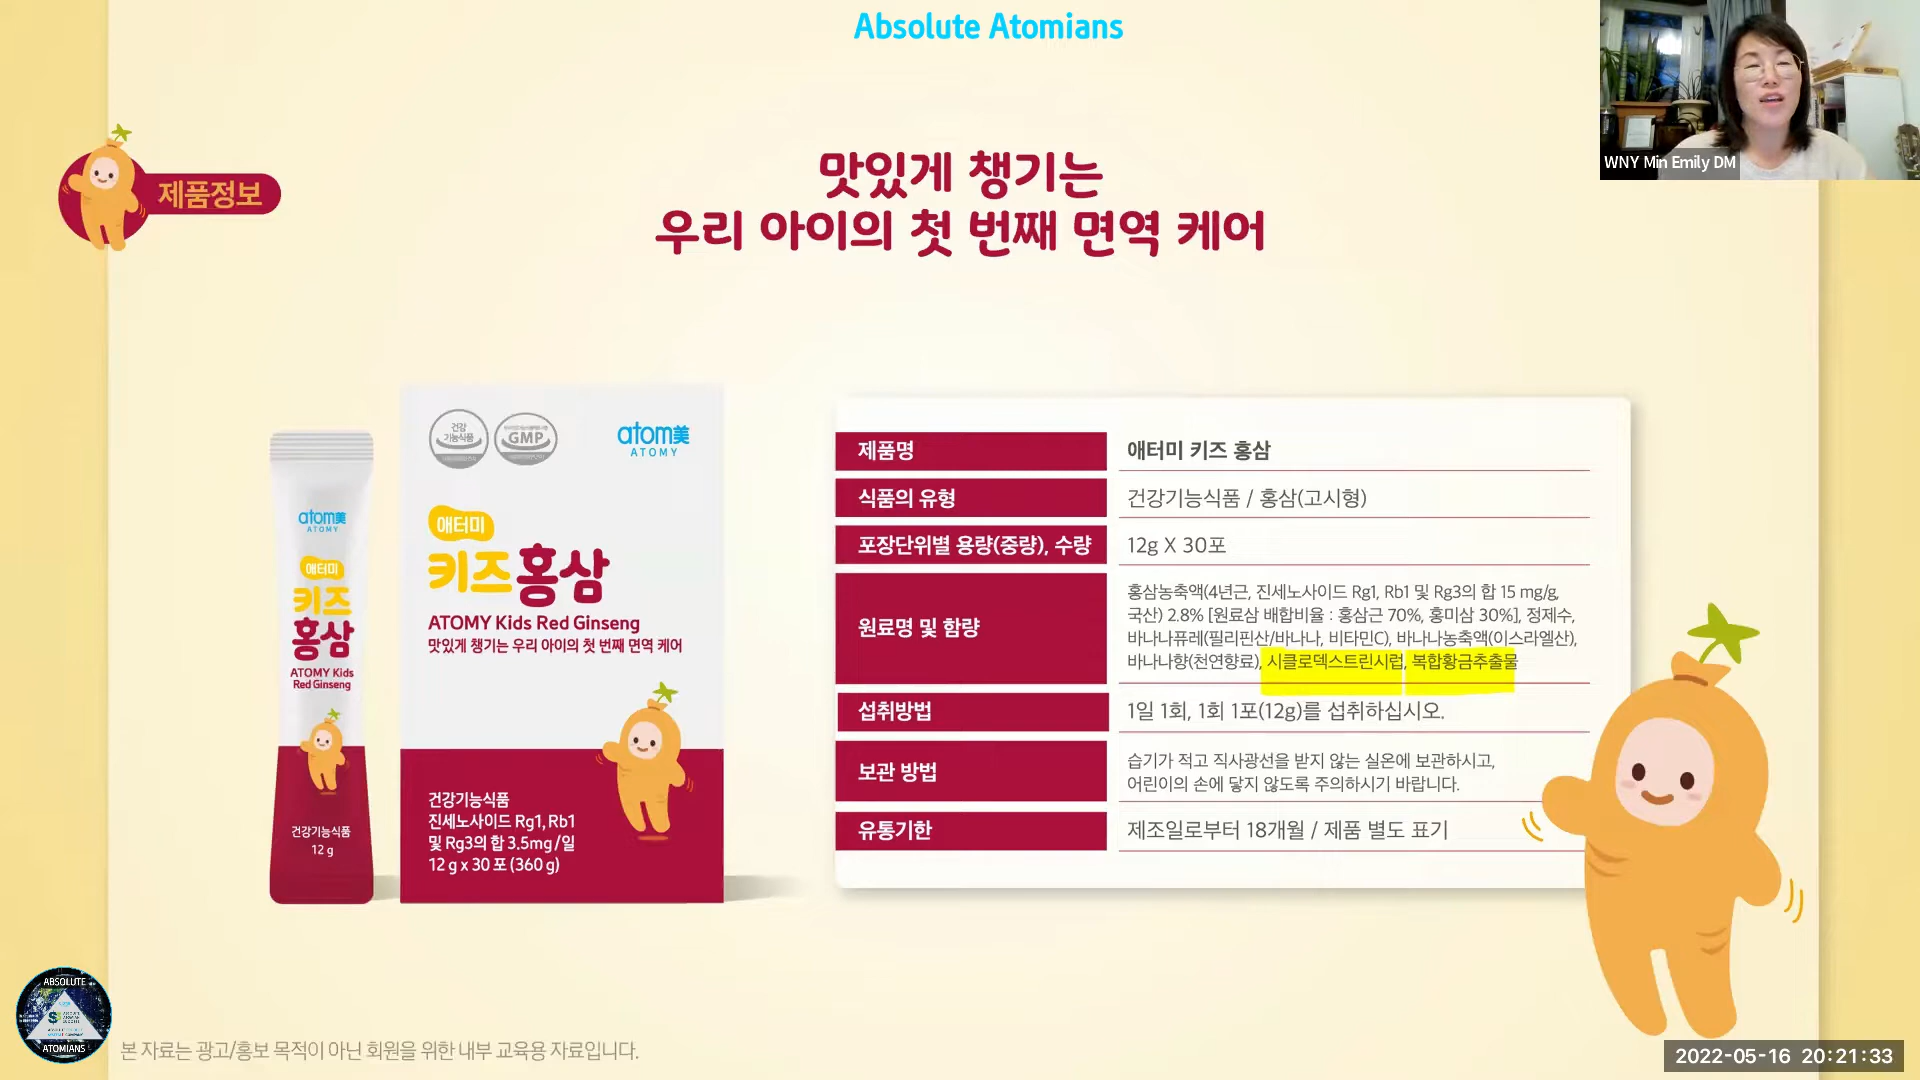 Absolute Atomians
WNY Min Emily DM
제품정보
맛있게 챙기는
우리 아이의 첫 번째 면역 케어
atom美
ATOMY
애터미
키즈
홍삼
ATOMY Kids
Red Ginseng
건강기능식품
12 g
건강
기능식품
GMP
atom美
ATOMY
애터미
키즈홍삼
ATOMY Kids Red Ginseng
맛있게 챙기는 우리 아이의 첫 번째 면역 케어
건강기능식품
진세노사이드 Rg1, Rb1
및 Rg3의 합 3.5mg/일
12 g x 30 포 (360 g)
제품명 애터미 키즈 홍삼
식품의 유형 건강기능식품 / 홍삼(고시형)
포장단위별 용량(중량), 수량 12g X 30포
원료명 및 함량
홍삼농축액(4년근, 진세노사이드 Rg1, Rb1 및 Rg3의 합 15 mg/g,
국산) 2.8% [원료삼 배합비율 : 홍삼근 70%, 홍미삼 30%], 정제수,
바나나퓨레(필리핀산/바나나, 비타민C), 바나나농축액(이스라엘산),
바나나향(천연향료), 시클로덱스트린시럽, 복합황금추출물
섭취방법 1일 1회, 1회 1포(12g)를 섭취하십시오.
보관 방법
습기가 적고 직사광선을 받지 않는 실온에 보관하시고,
어린이의 손에 닿지 않도록 주의하시기 바랍니다.
유통기한 제조일로부터 18개월 / 제품 별도 표기
ABSOLUTE
ATOMIANS
본 자료는 광고/홍보 목적이 아닌 회원을 위한 내부 교육용 자료입니다.
2022-05-16 20:21:33